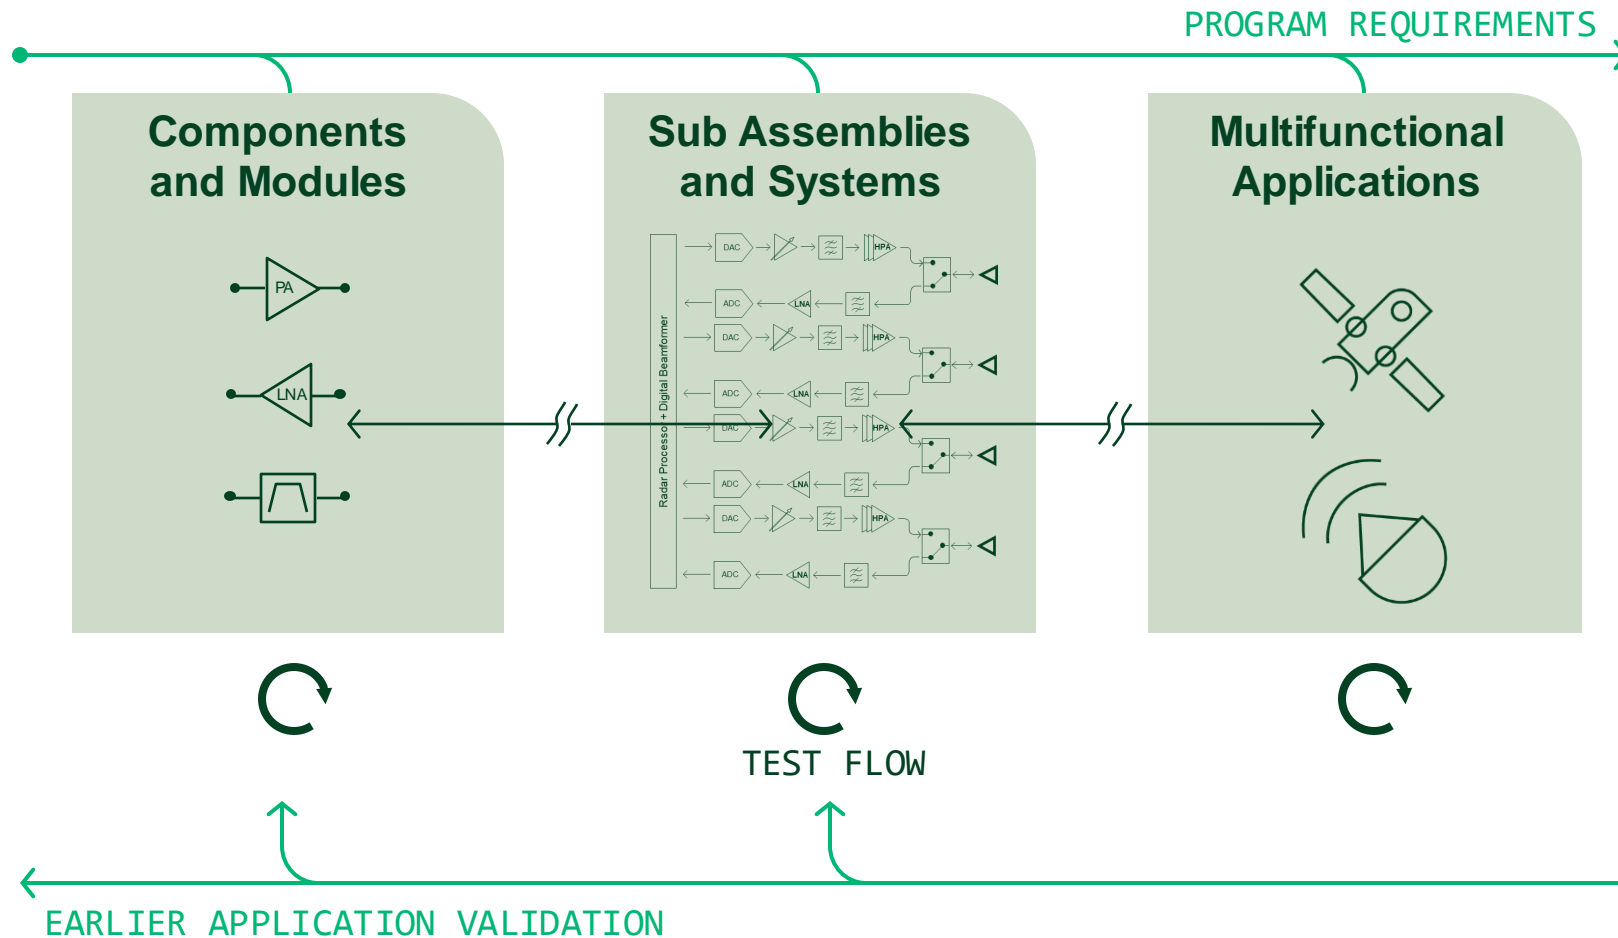 PROGRAM REQUIREMENTS
Components
and Modules
PA
LNA
Sub Assemblies
and Systems
Radar Processor + Digital Beamformer
DAC
HPA
ADC
LNA
DAC
HPA
ADC
LNA
DAC
HPA
ADC
LNA
DAC
HPA
ADC
LNA
Multifunctional
Applications
TEST FLOW
EARLIER APPLICATION VALIDATION